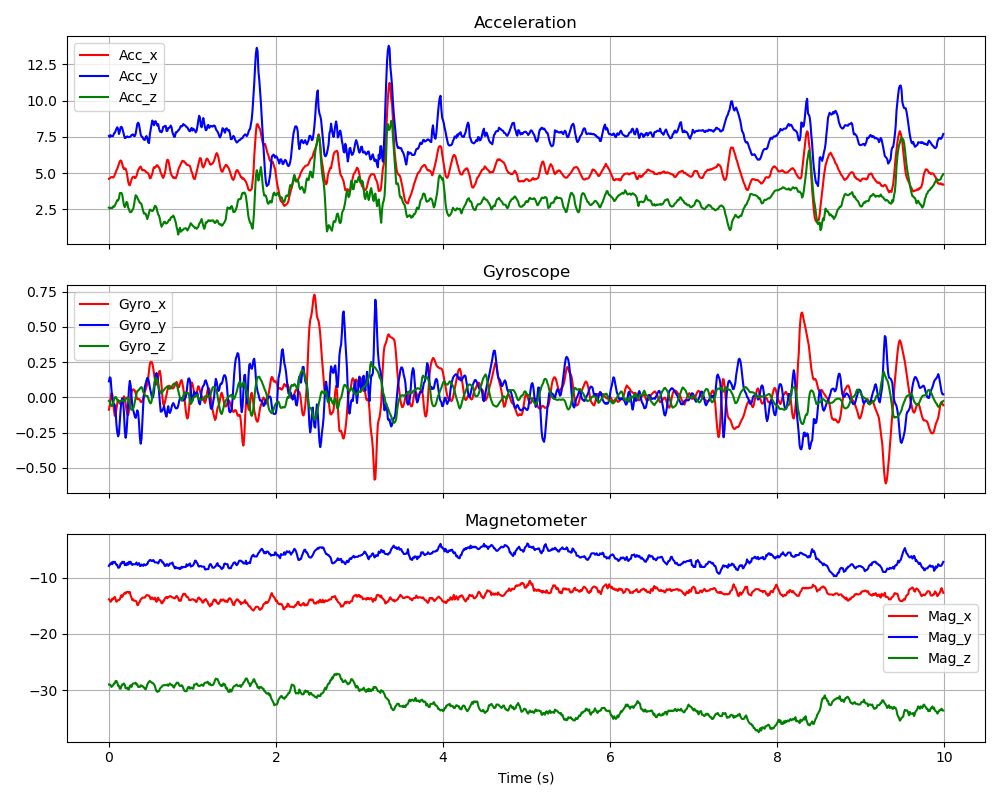 Acceleration
12.5
10.0
7.5
5.0
2.5
Acc_x
Acc_y
Acc_z
Gyroscope
0.75
0.50
0.25
0.00
−0.25
−0.50
Gyro_x
Gyro_y
Gyro_z
Magnetometer
−10
−20
−30
Mag_x
Mag_y
Mag_z
0 2 4 6 8 10
Time (s)